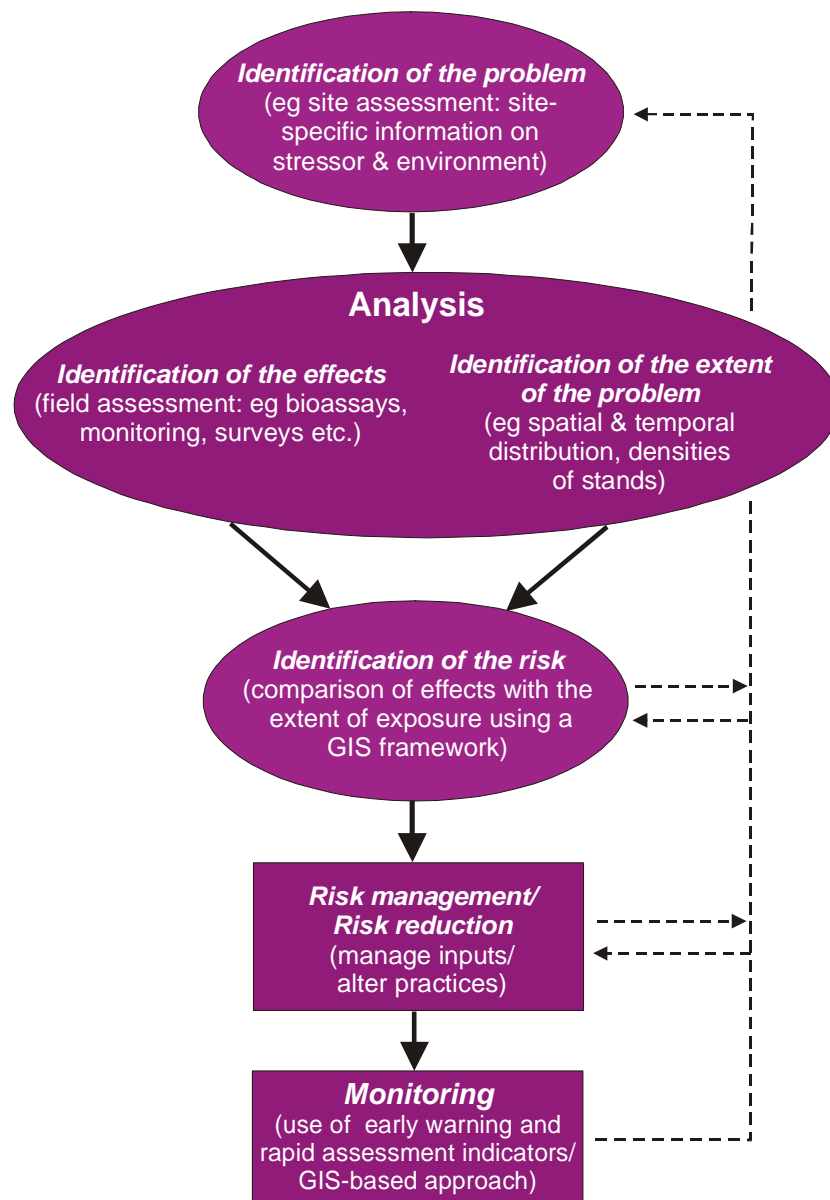 Identification of the problem
(eg site assessment: site-
specific information on
stressor & environment)
Analysis
Identification of the effects
(field assessment: eg bioassays,
monitoring, surveys etc.)
Identification of the extent
of the problem
(eg spatial & temporal
distribution, densities
of stands)
Identification of the risk
(comparison of effects with the
extent of exposure using a
GIS framework)
Risk management/
Risk reduction
(manage inputs/
alter practices)
Monitoring
(use of early warning and
rapid assessment indicators/
GIS-based approach)